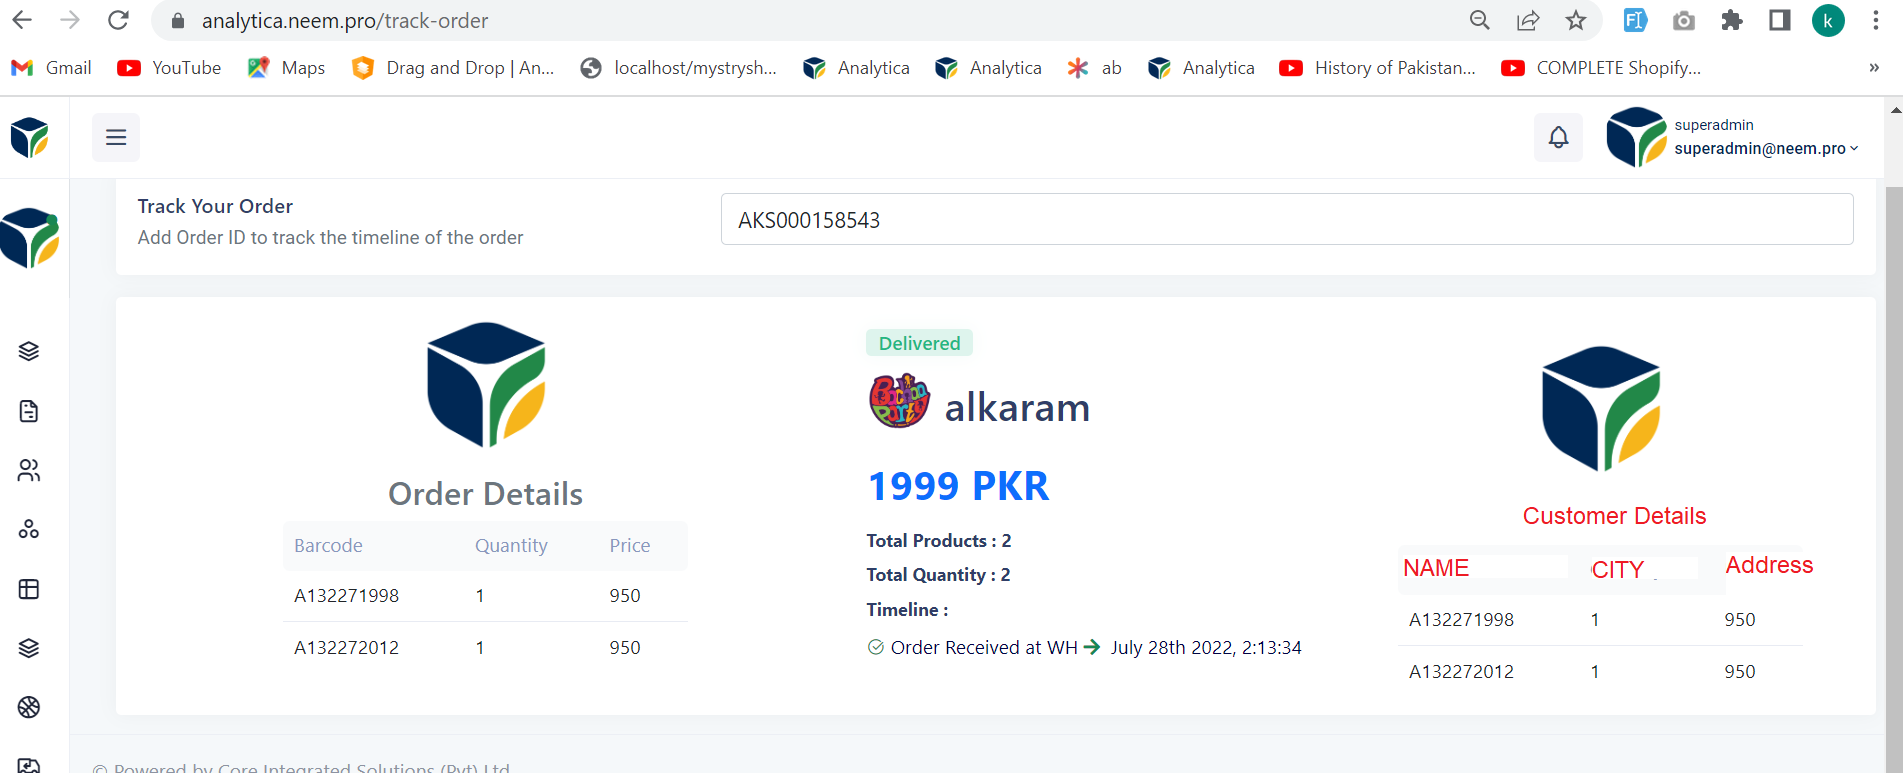 analytica.neem.pro/track-order
k
Gmail YouTube Maps Drag and Drop | An... localhost/mystrysh... Analytica Analytica ab Analytica History of Pakistan... COMPLETE Shopify... »
superadmin
superadmin@neem.pro
Track Your Order
Add Order ID to track the timeline of the order
AKS000158543
Order Details
Barcode Quantity Price
A132271998 1 950
A132272012 1 950
Delivered
Bachaa Party
alkaram
1999 PKR
Total Products : 2
Total Quantity : 2
Timeline :
Order Received at WH → July 28th 2022, 2:13:34
Customer Details
NAME CITY Address
A132271998 1 950
A132272012 1 950
© Powered by Core Integrated Solutions (Pvt) Ltd